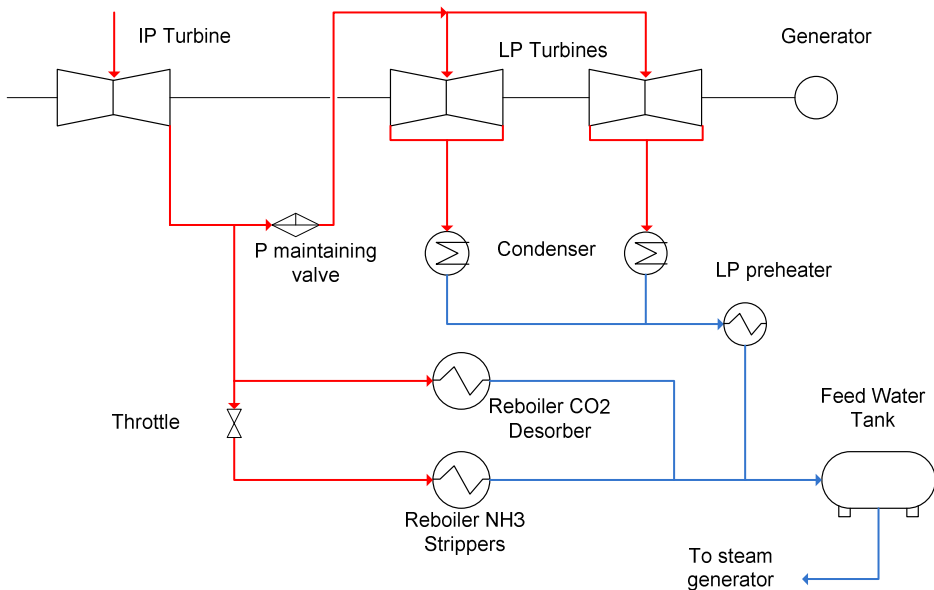 IP Turbine
LP Turbines
Generator
P maintaining
valve
Condenser
LP preheater
Throttle
Reboiler CO2
Desorber
Feed Water
Tank
Reboiler NH3
Strippers
To steam
generator